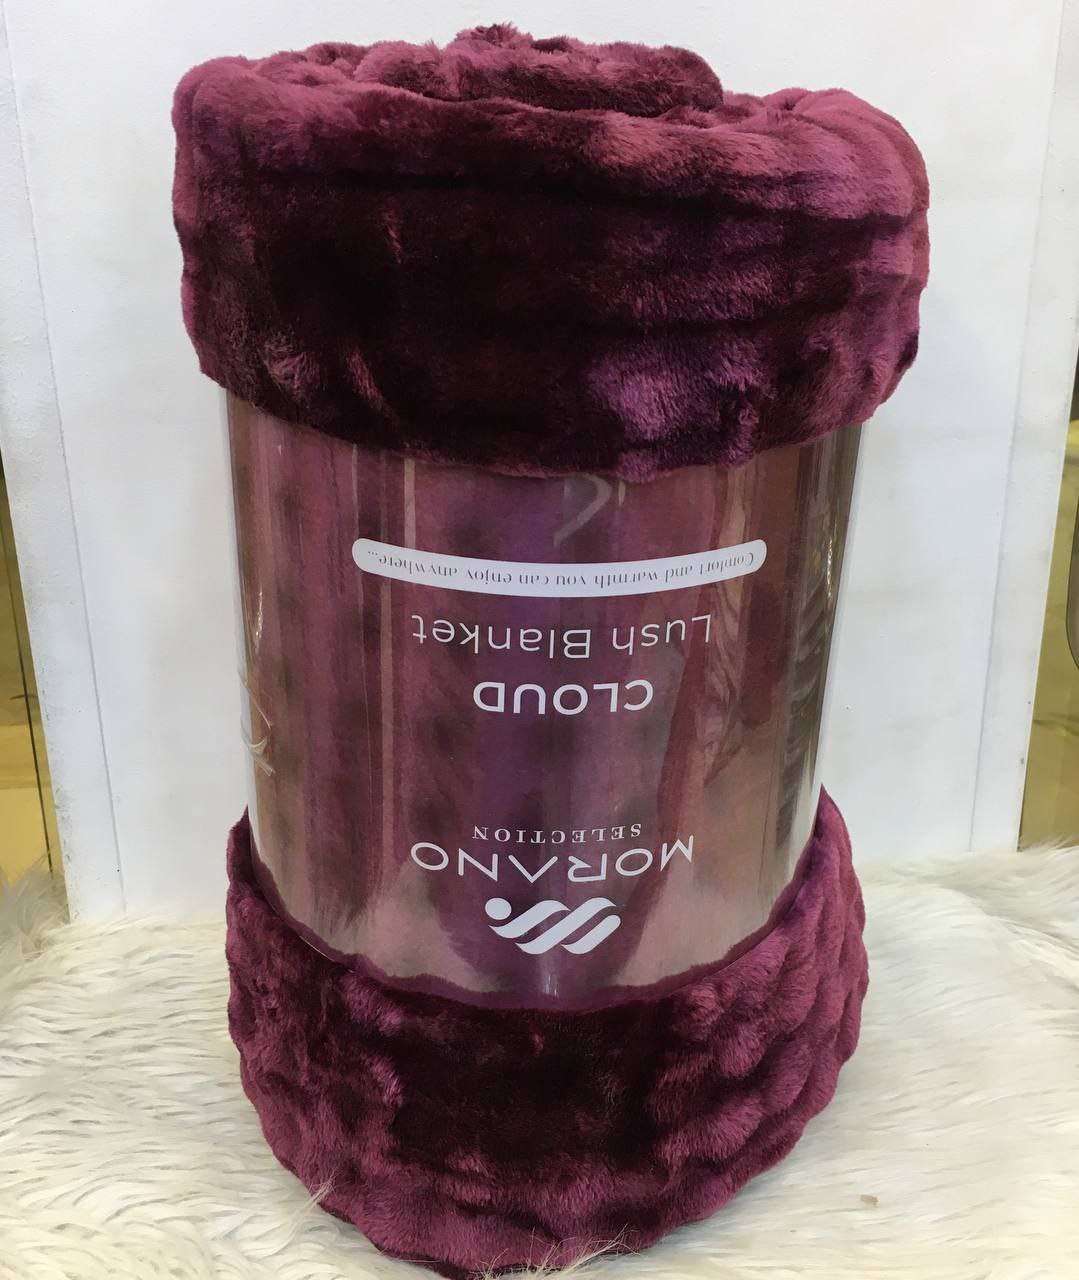 MORANO
SELECTION
CLOUD
Lush Blanket
Comfort and warmth you can enjoy anywhere...